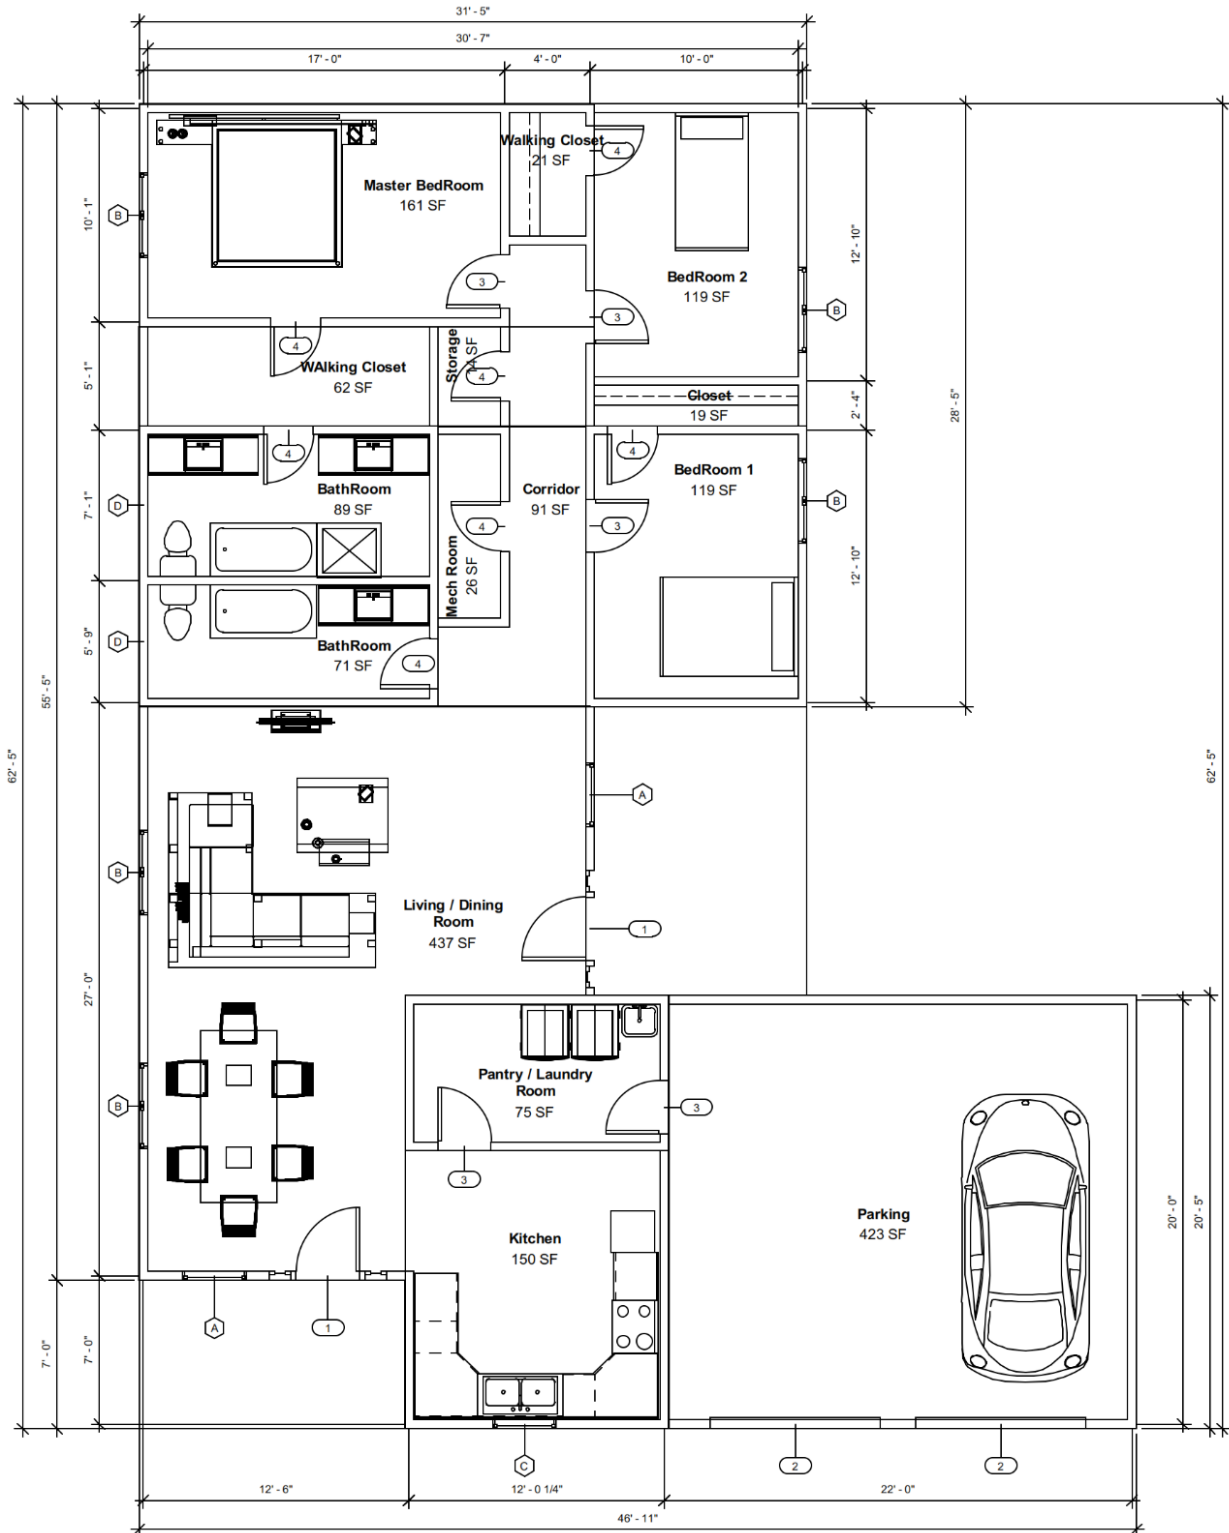 31' - 5"
30' - 7"
17' - 0"
4' - 0"
10' - 0"
Walking Closet
21 SF
4
Master BedRoom
161 SF
10' - 1"
B
12' - 10"
BedRoom 2
119 SF
3
3
B
4
WAlking Closet
62 SF
Storage
14 SF
4
5' - 1"
Closet
19 SF
2' - 4"
28' - 5"
4
4
BathRoom
89 SF
7' - 1"
D
Corridor
91 SF
BedRoom 1
119 SF
B
4
3
Mech Room
26 SF
12' - 10"
BathRoom
71 SF
4
5' - 9"
D
55' - 5"
62' - 5"
62' - 5"
A
B
Living / Dining
Room
437 SF
1
27' - 0"
Pantry / Laundry
Room
75 SF
B
3
3
Kitchen
150 SF
Parking
423 SF
20' - 0"
20' - 5"
A
1
7' - 0"
7' - 0"
C
2
2
12' - 6"
12' - 0 1/4"
22' - 0"
46' - 11"